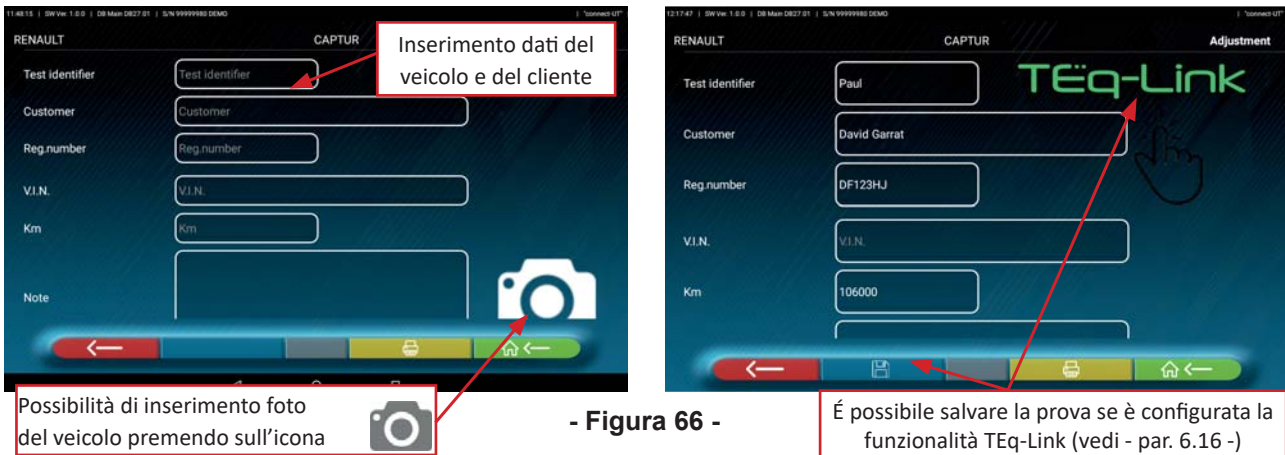 11:48:15 | SW Ver. 1.0.0 | DB Main DB27.01 | S/N 99999980 DEMO | "connect-UT"
RENAULT CAPTUR
Inserimento dati del
veicolo e del cliente
Test identifier Test identifier
Customer Customer
Reg.number Reg.number
V.I.N. V.I.N.
Km Km
Note
Possibilità di inserimento foto
del veicolo premendo sull'icona
12:17:47 | SW Ver. 1.0.0 | DB Main DB27.01 | S/N 99999980 DEMO | "connect-UT"
RENAULT CAPTUR Adjustment
TEq-Link
Test identifier Paul
Customer David Garrat
Reg.number DF123HJ
V.I.N. V.I.N.
Km 106000
- Figura 66 -
É possibile salvare la prova se è configurata la
funzionalità TEq-Link (vedi - par. 6.16 -)